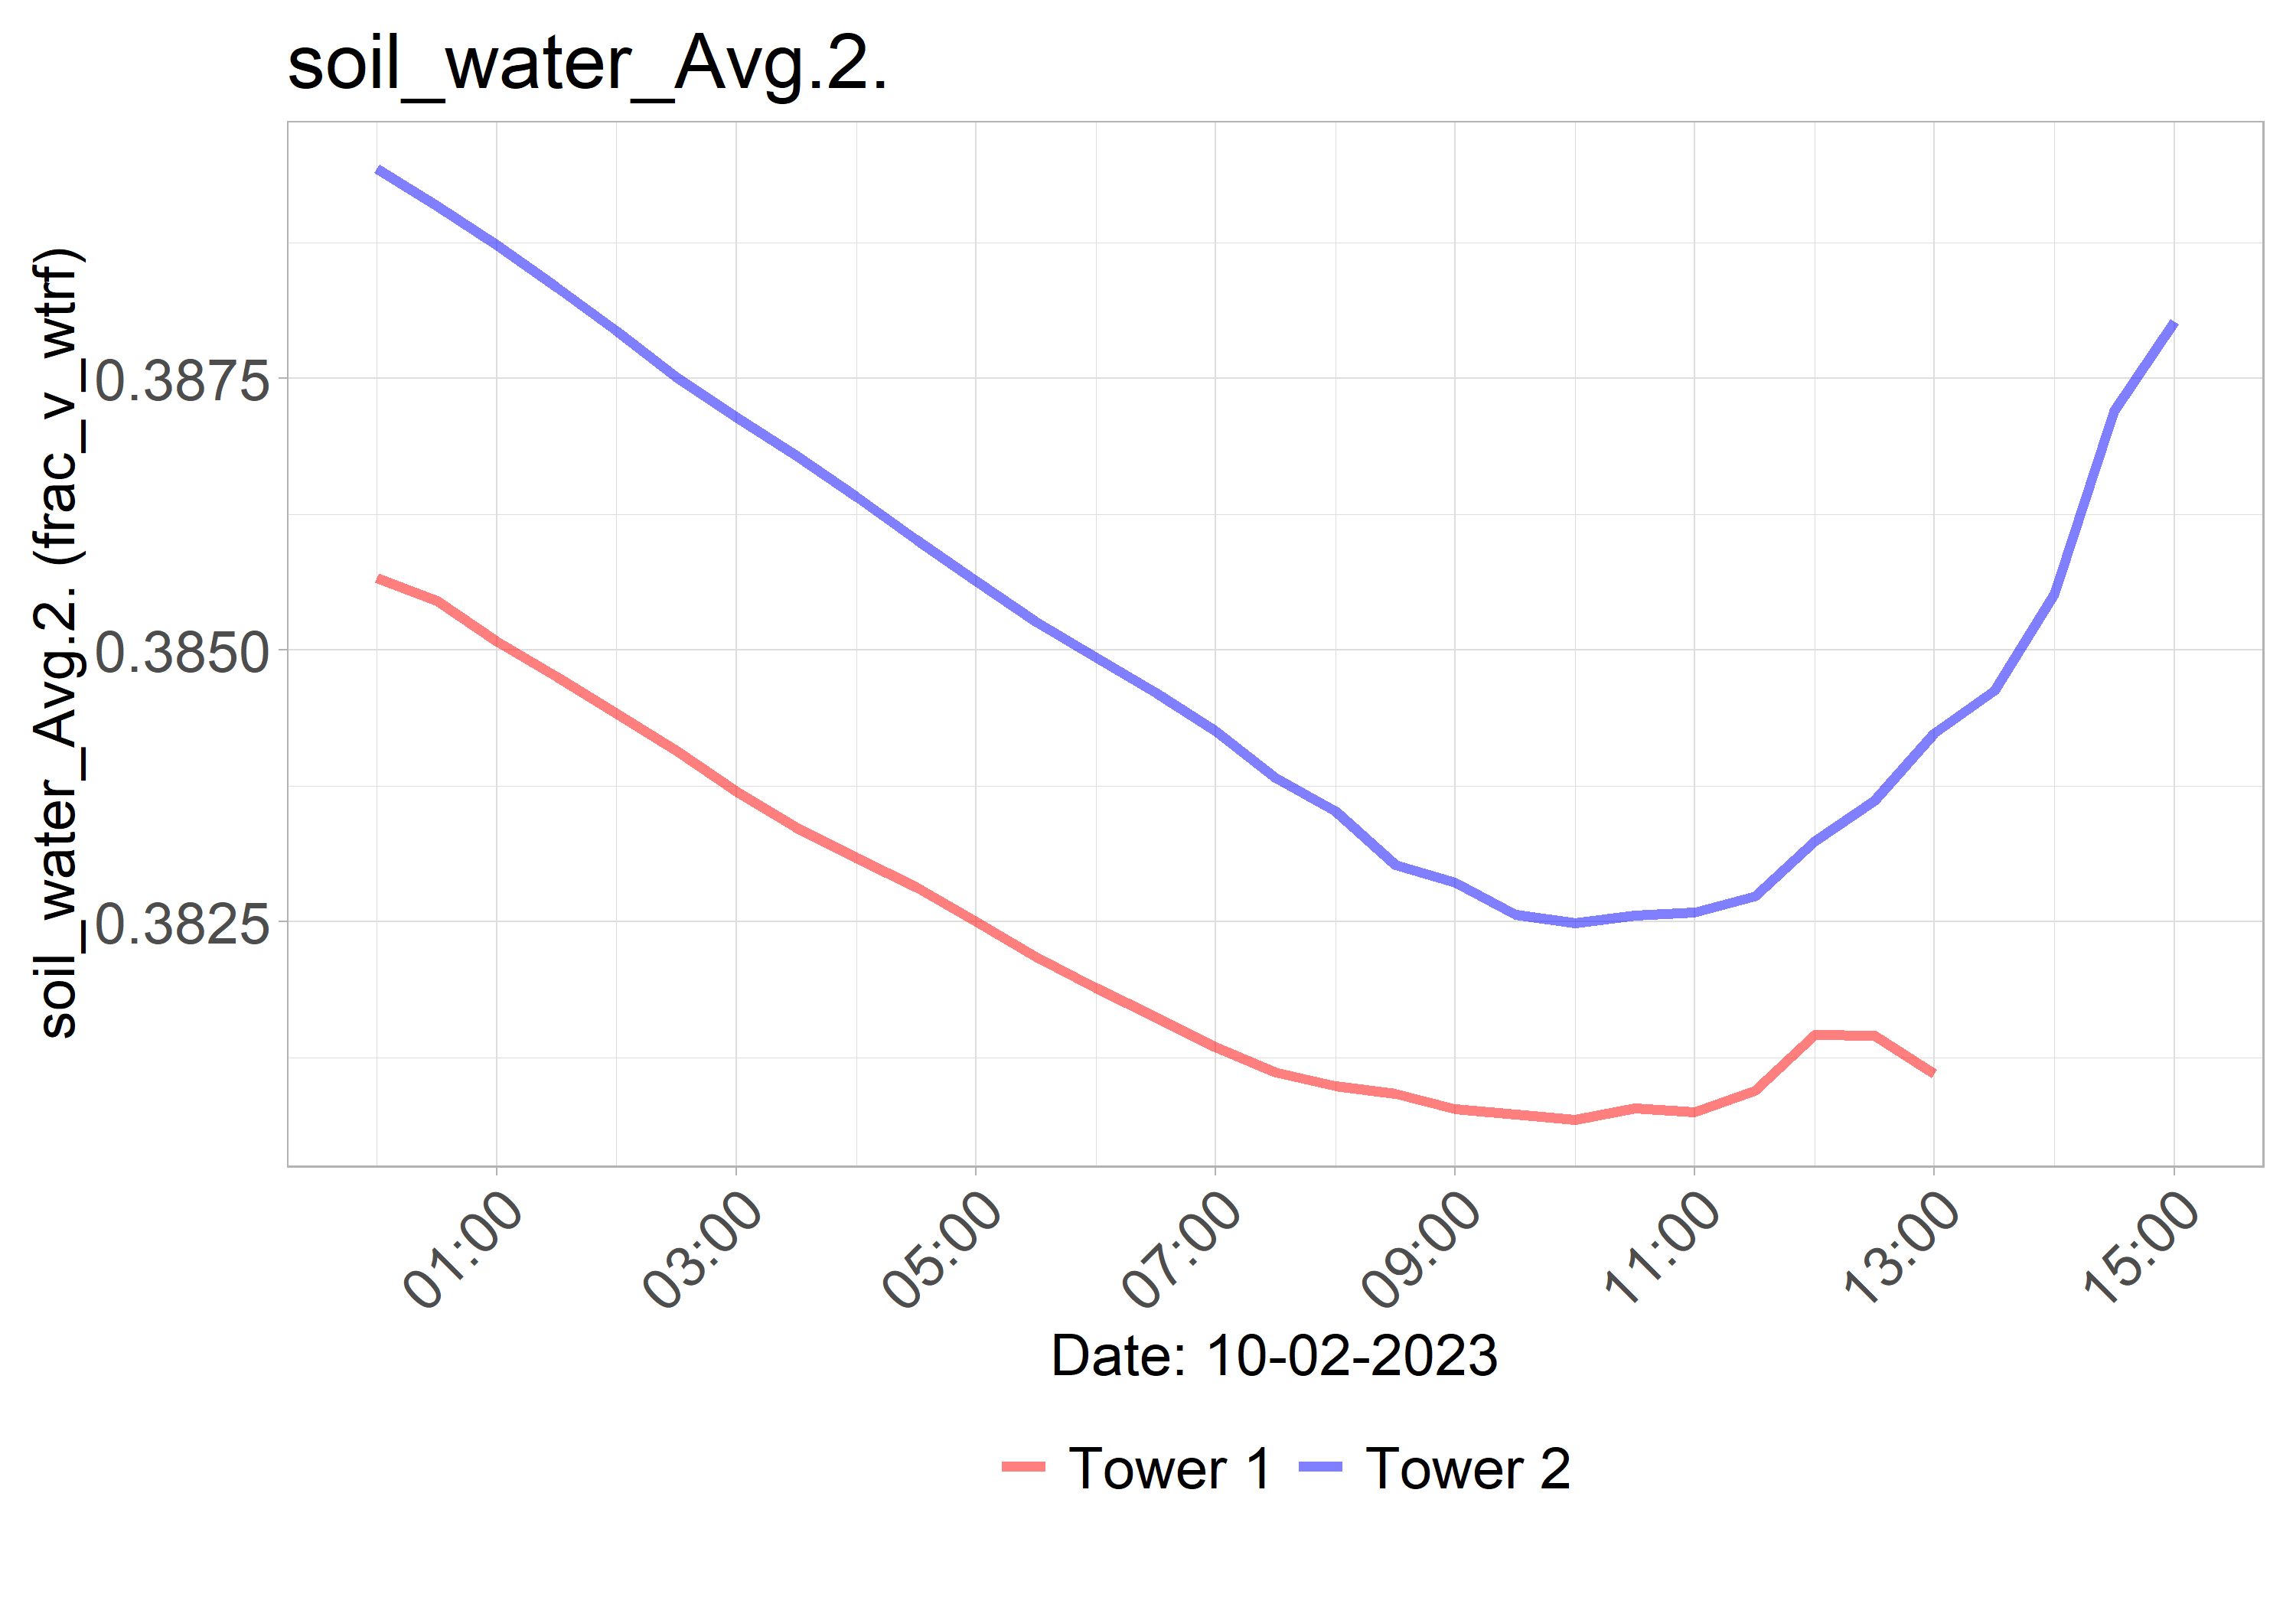 soil_water_Avg.2.
soil_water_Avg.2. (frac_v_wtrf)
0.3875
0.3850
0.3825
01:00
03:00
05:00
07:00
09:00
11:00
13:00
15:00
Date: 10-02-2023
Tower 1
Tower 2